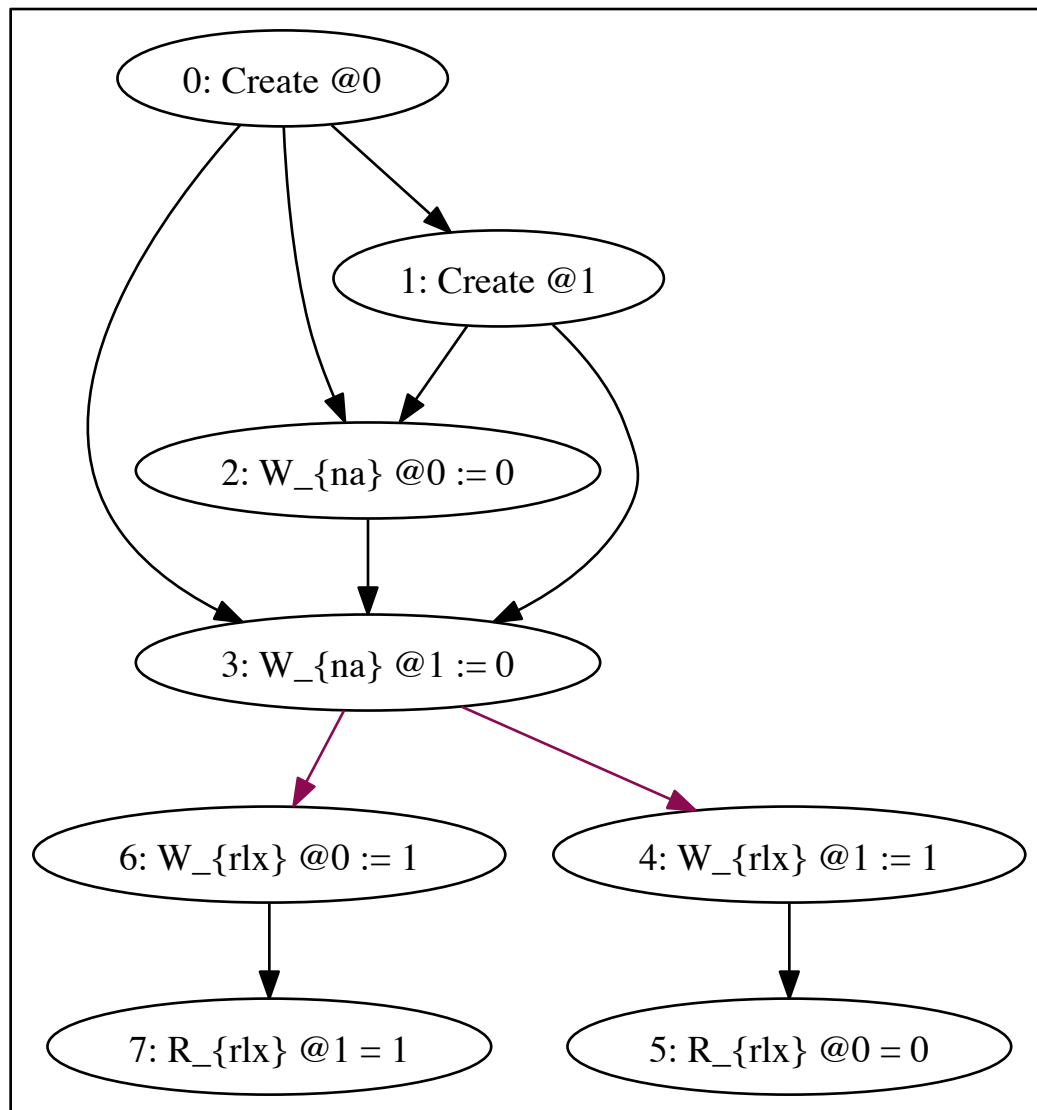 0: Create @0
1: Create @1
2: W_{na} @0 := 0
3: W_{na} @1 := 0
6: W_{rlx} @0 := 1
4: W_{rlx} @1 := 1
7: R_{rlx} @1 = 1
5: R_{rlx} @0 = 0